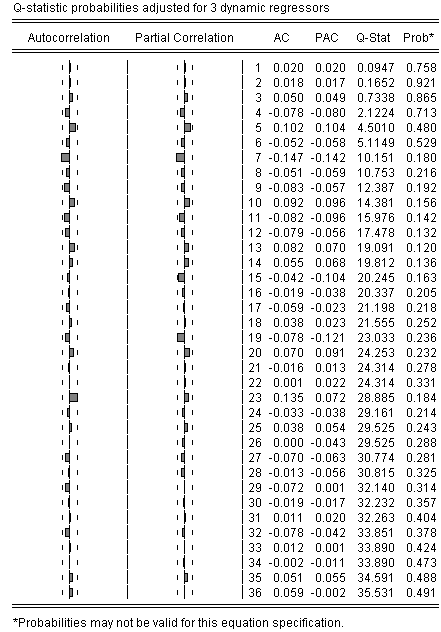 Q-statistic probabilities adjusted for 3 dynamic regressors
Autocorrelation Partial Correlation AC PAC Q-Stat Prob*
1 0.020 0.020 0.0947 0.758
2 0.018 0.017 0.1652 0.921
3 0.050 0.049 0.7338 0.865
4 -0.078 -0.080 2.1224 0.713
5 0.102 0.104 4.5010 0.480
6 -0.052 -0.058 5.1149 0.529
7 -0.147 -0.142 10.151 0.180
8 -0.051 -0.059 10.753 0.216
9 -0.083 -0.057 12.387 0.192
10 0.092 0.096 14.381 0.156
11 -0.082 -0.096 15.976 0.142
12 -0.079 -0.056 17.478 0.132
13 0.082 0.070 19.091 0.120
14 0.055 0.068 19.812 0.136
15 -0.042 -0.104 20.245 0.163
16 -0.019 -0.038 20.337 0.205
17 -0.059 -0.023 21.198 0.218
18 0.038 0.023 21.555 0.252
19 -0.078 -0.121 23.033 0.236
20 0.070 0.091 24.253 0.232
21 -0.016 0.013 24.314 0.278
22 0.001 0.022 24.314 0.331
23 0.135 0.072 28.885 0.184
24 -0.033 -0.038 29.161 0.214
25 0.038 0.054 29.525 0.243
26 0.000 -0.043 29.525 0.288
27 -0.070 -0.063 30.774 0.281
28 -0.013 -0.056 30.815 0.325
29 -0.072 0.001 32.140 0.314
30 -0.019 -0.017 32.232 0.357
31 0.011 0.020 32.263 0.404
32 -0.078 -0.042 33.851 0.378
33 0.012 0.001 33.890 0.424
34 -0.002 -0.011 33.890 0.473
35 0.051 0.055 34.591 0.488
36 0.059 -0.002 35.531 0.491
*Probabilities may not be valid for this equation specification.